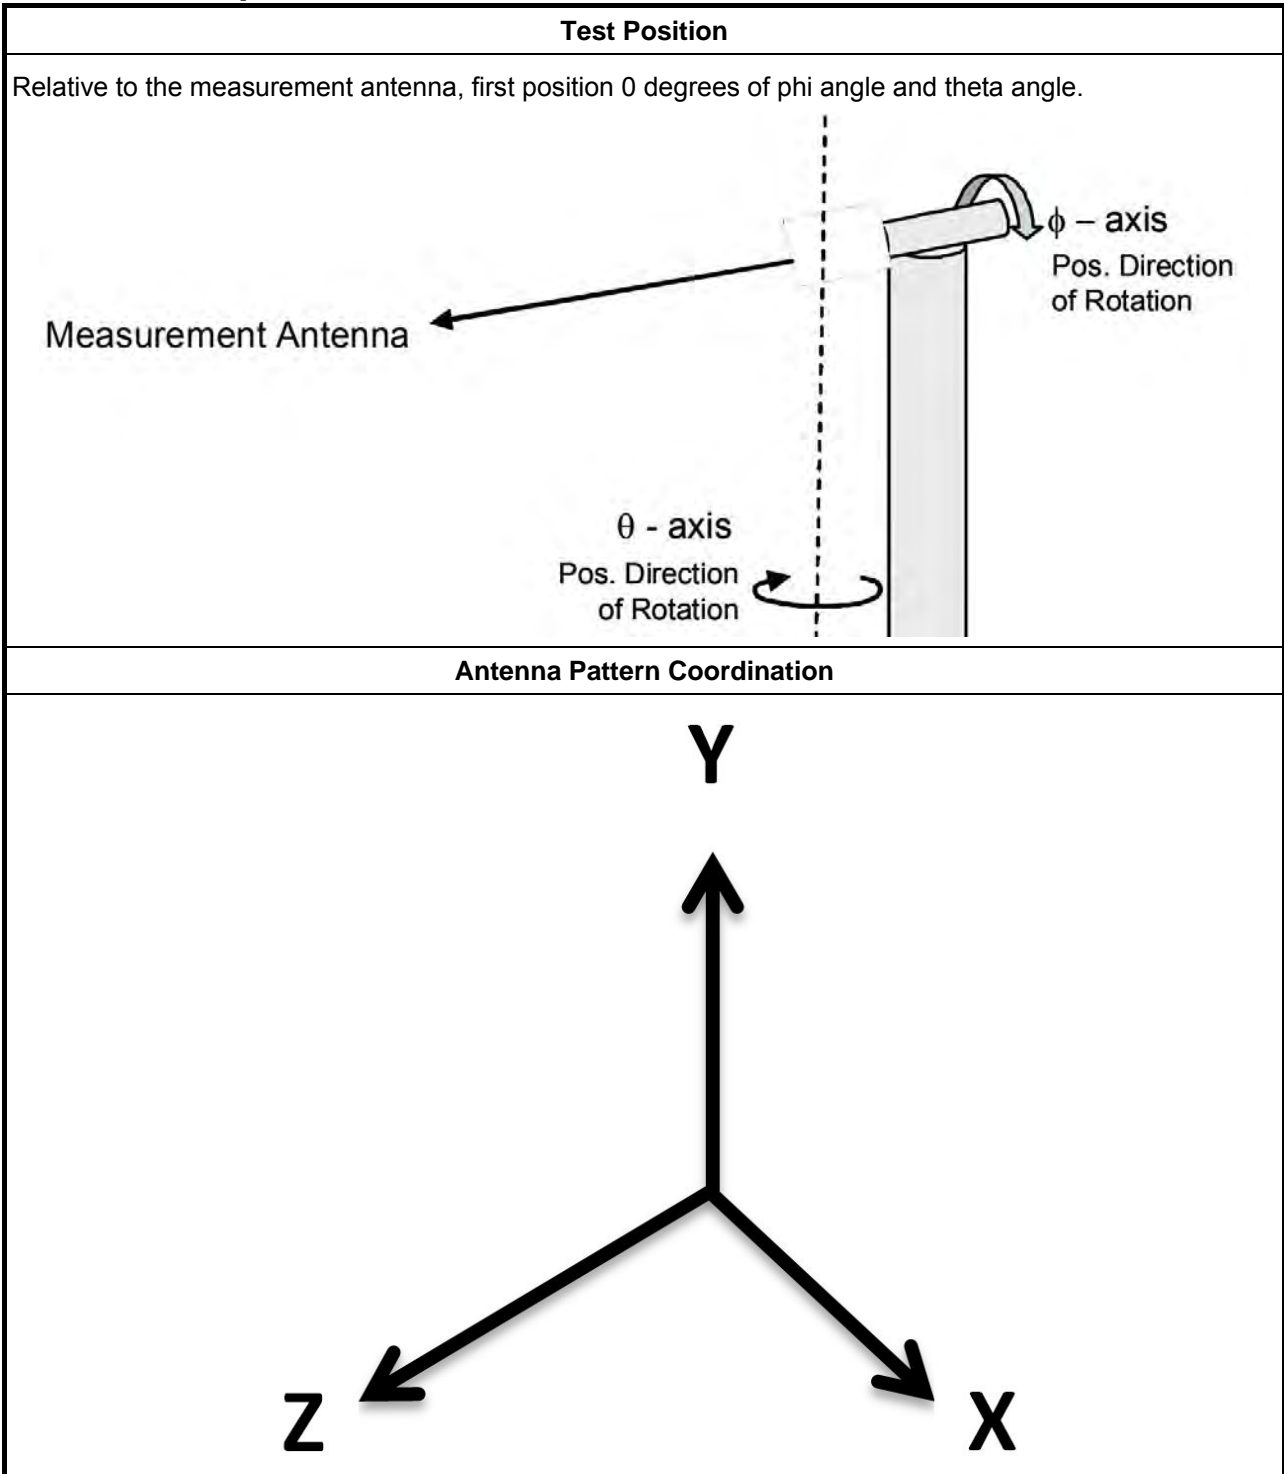 Test Position
Relative to the measurement antenna, first position 0 degrees of phi angle and theta angle.
ϕ – axis
Pos. Direction
of Rotation
Measurement Antenna
θ - axis
Pos. Direction
of Rotation
Antenna Pattern Coordination
Y
Z
X